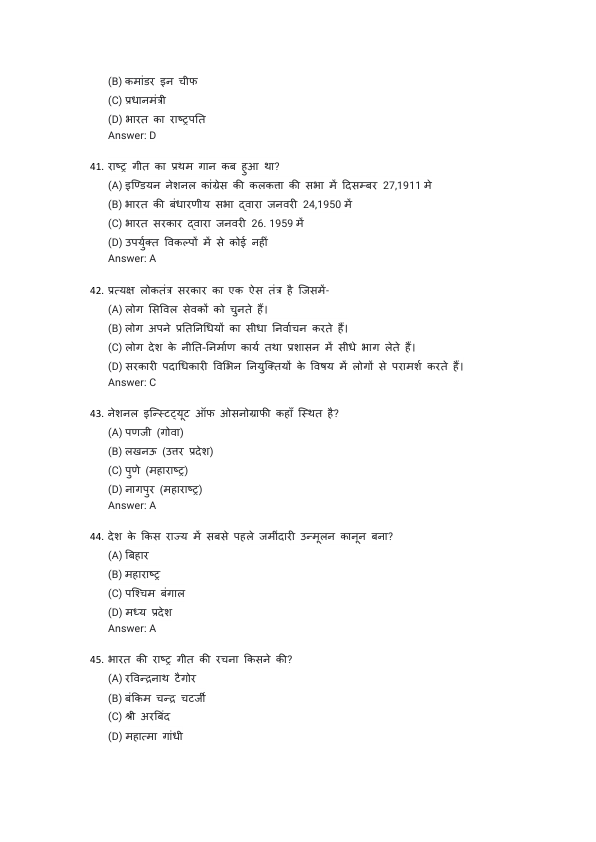 (B) कमांडर इन चीफ
(C) प्रधानमंत्री
(D) भारत का राष्ट्रपति
Answer: D
41. राष्ट्र गीत का प्रथम गान कब हुआ था?
(A) इण्डियन नेशनल कांग्रेस की कलकत्ता की सभा में दिसम्बर 27,1911 मे
(B) भारत की बंधारणीय सभा द्वारा जनवरी 24,1950 में
(C) भारत सरकार द्वारा जनवरी 26. 1959 में
(D) उपर्युक्त विकल्पों में से कोई नहीं
Answer: A
42. प्रत्यक्ष लोकतंत्र सरकार का एक ऐस तंत्र है जिसमें-
(A) लोग सिविल सेवकों को चुनते हैं।
(B) लोग अपने प्रतिनिधियों का सीधा निर्वाचन करते हैं।
(C) लोग देश के नीति-निर्माण कार्य तथा प्रशासन में सीधे भाग लेते हैं।
(D) सरकारी पदाधिकारी विभिन नियुक्तियों के विषय में लोगों से परामर्श करते हैं।
Answer: C
43. नेशनल इन्स्टिट्यूट ऑफ ओसनोग्राफी कहाँ स्थित है?
(A) पणजी (गोवा)
(B) लखनऊ (उत्तर प्रदेश)
(C) पुणे (महाराष्ट्र)
(D) नागपुर (महाराष्ट्र)
Answer: A
44. देश के किस राज्य में सबसे पहले जमींदारी उन्मूलन कानून बना?
(A) बिहार
(B) महाराष्ट्र
(C) पश्चिम बंगाल
(D) मध्य प्रदेश
Answer: A
45. भारत की राष्ट्र गीत की रचना किसने की?
(A) रविन्द्रनाथ टैगोर
(B) बंकिम चन्द्र चटर्जी
(C) श्री अरबिंद
(D) महात्मा गांधी